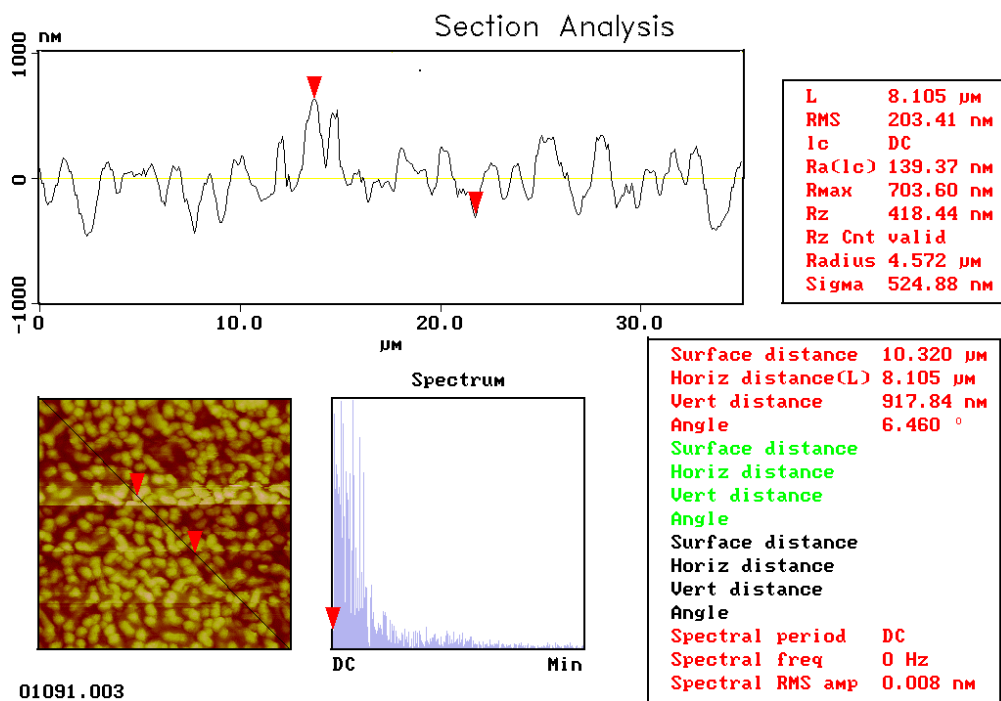 Section Analysis
nM
1000
0
-1000
0
10.0
20.0
30.0
µM
L 8.105 µM
RMS 203.41 nM
lc DC
Ra(lc) 139.37 nM
Rmax 703.60 nM
Rz 418.44 nM
Rz Cnt valid
Radius 4.572 µM
Sigma 524.88 nM
Surface distance 10.320 µM
Horiz distance(L) 8.105 µM
Vert distance 917.84 nM
Angle 6.460 °
Surface distance
Horiz distance
Vert distance
Angle
Surface distance
Horiz distance
Vert distance
Angle
Spectral period DC
Spectral freq 0 Hz
Spectral RMS amp 0.008 nM
Spectrum
DC Min
01091.003